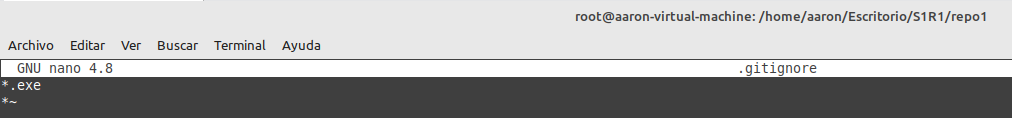 root@aaron-virtual-machine: /home/aaron/Escritorio/S1R1/repo1
Archivo Editar Ver Buscar Terminal Ayuda
GNU nano 4.8 .gitignore
*.exe
*~